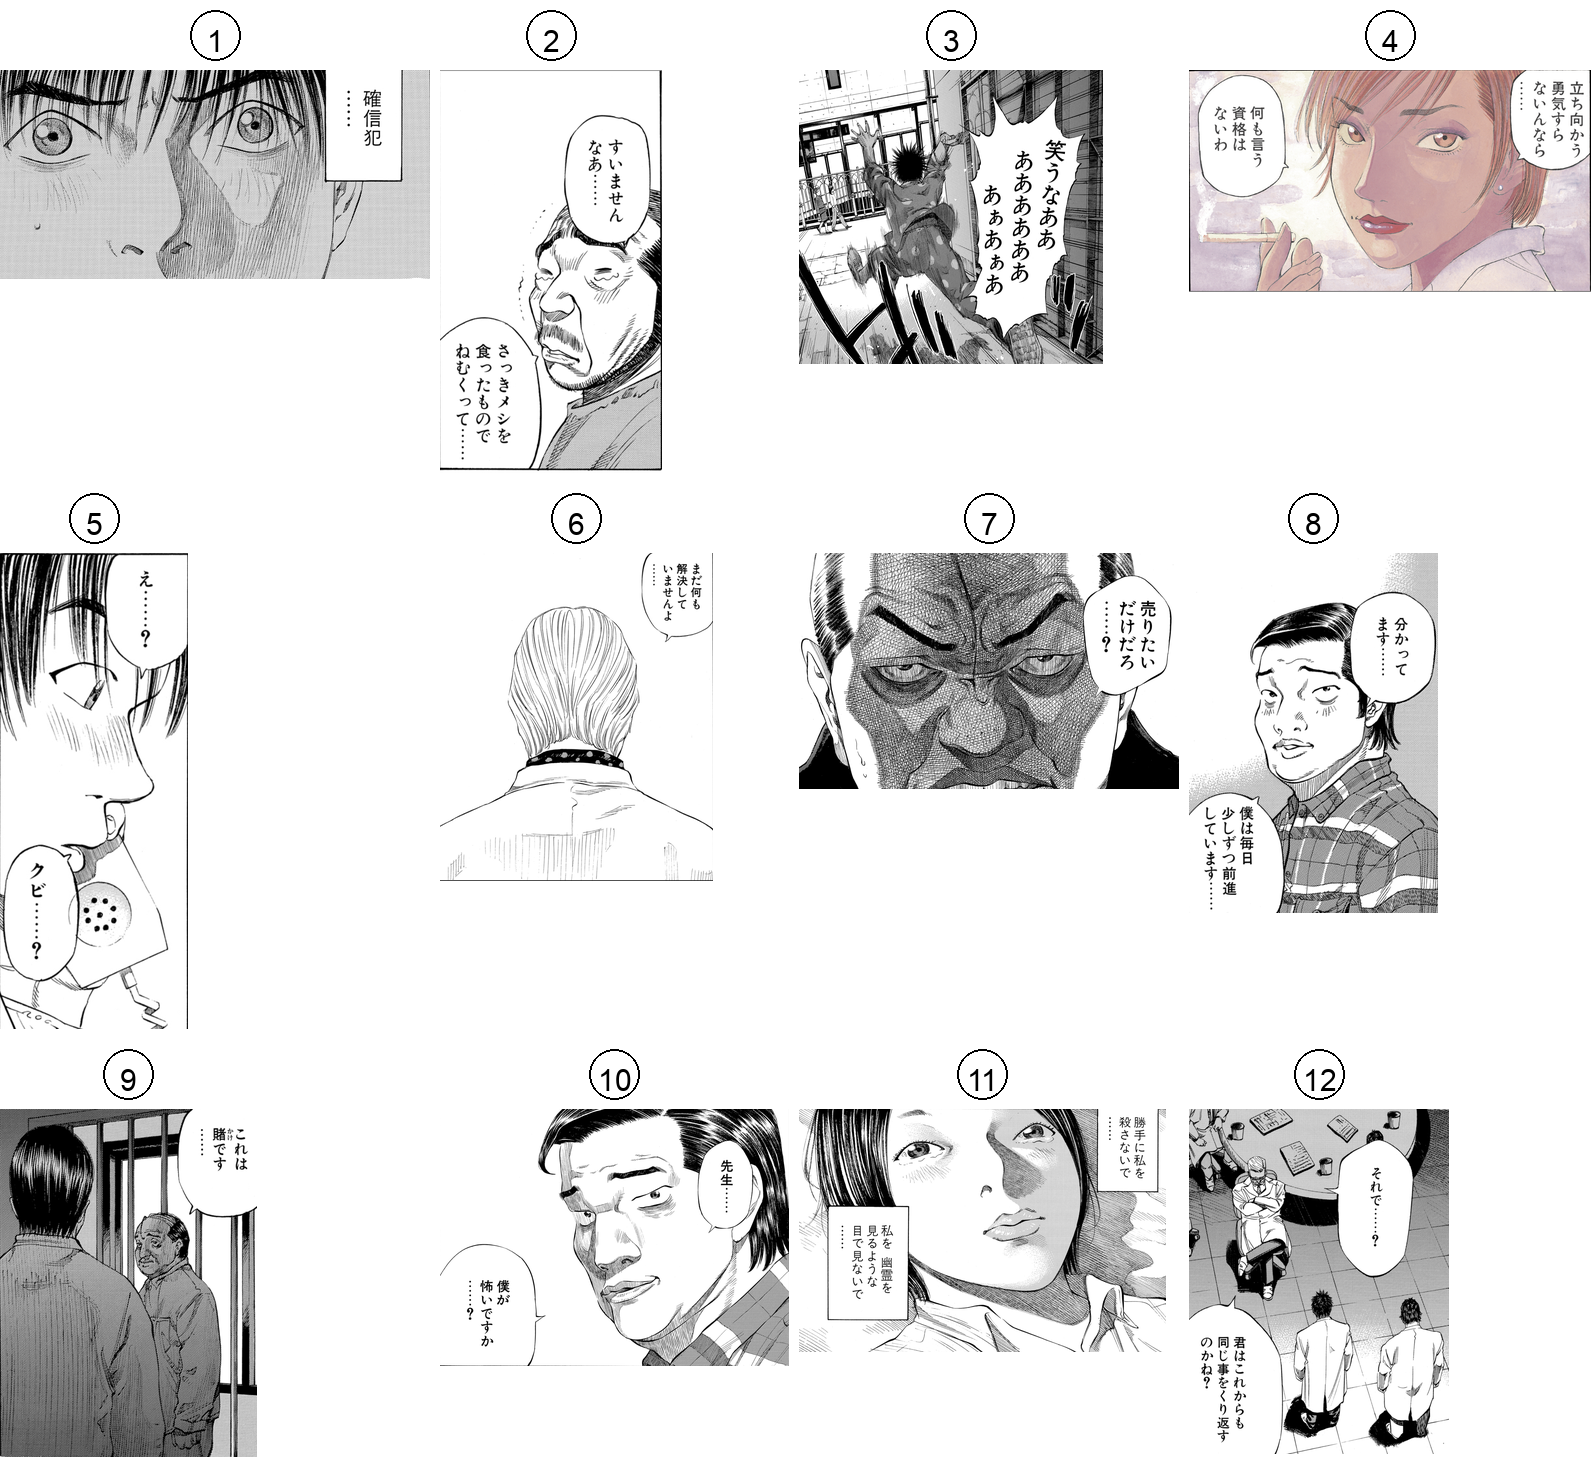 1
確信犯
……
2
すいません
なあ……
さっきメシを
食ったもので
ねむくって……
3
笑うなああ
ああああああ
あぁあぁあ
4
立ち向かう
勇気すら
ないんなら
……
何も言う
資格は
ないわ
5
え……?
クビ……?
6
まだ何も
解決して
いませんよ
……
7
売りたい
だけだろ
……?
8
分かって
ます……
僕は毎日
少しずつ前進
しています……
9
これは
賭です
かけ
……
10
先生……
僕が
怖いですか
……?
11
勝手に私を
殺さないで
……
私を 幽霊を
見るような
目で見ないで
……
12
それで……?
君はこれからも
同じ事をくり返す
のかね?